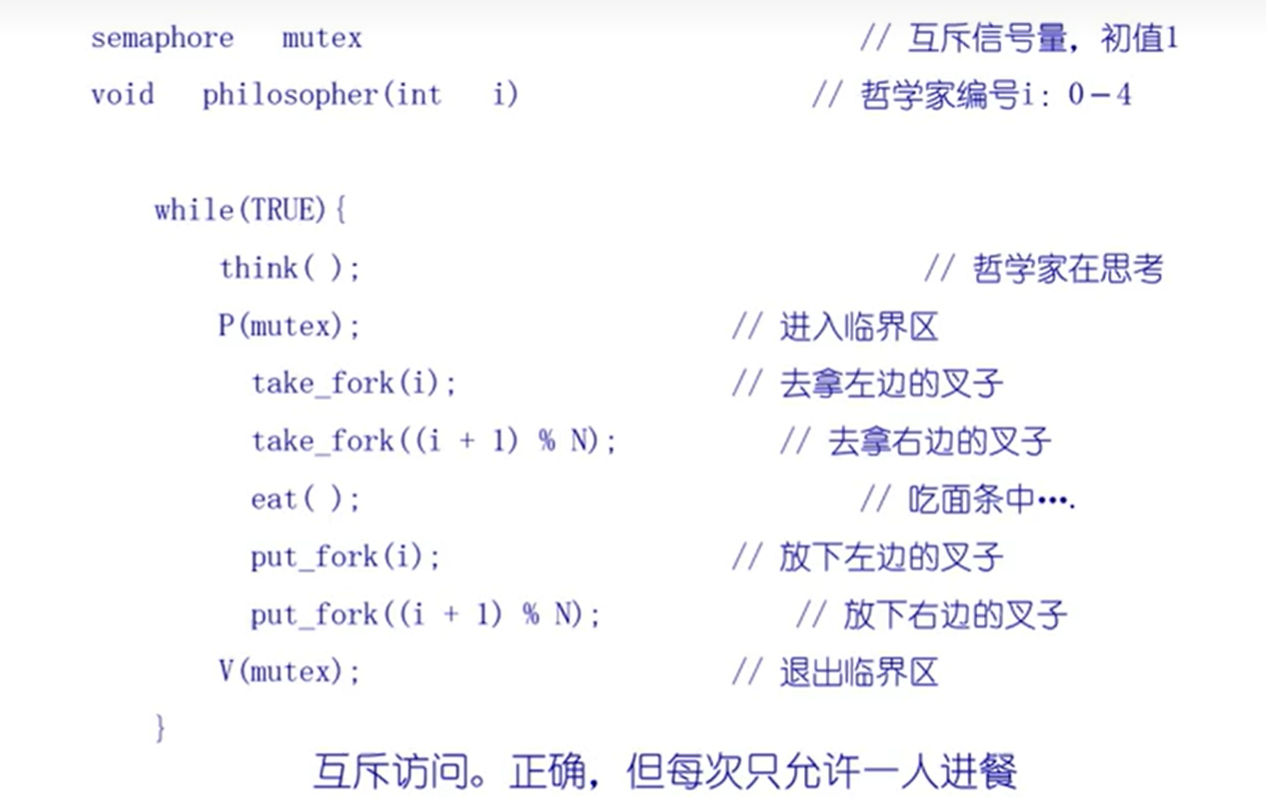 semaphore mutex // 互斥信号量，初值1
void philosopher(int i) // 哲学家编号i: 0－4
while(TRUE){
think( ); // 哲学家在思考
P(mutex); // 进入临界区
take_fork(i); // 去拿左边的叉子
take_fork((i + 1) % N); // 去拿右边的叉子
eat( ); // 吃面条中….
put_fork(i); // 放下左边的叉子
put_fork((i + 1) % N); // 放下右边的叉子
V(mutex); // 退出临界区
}
互斥访问。正确，但每次只允许一人进餐